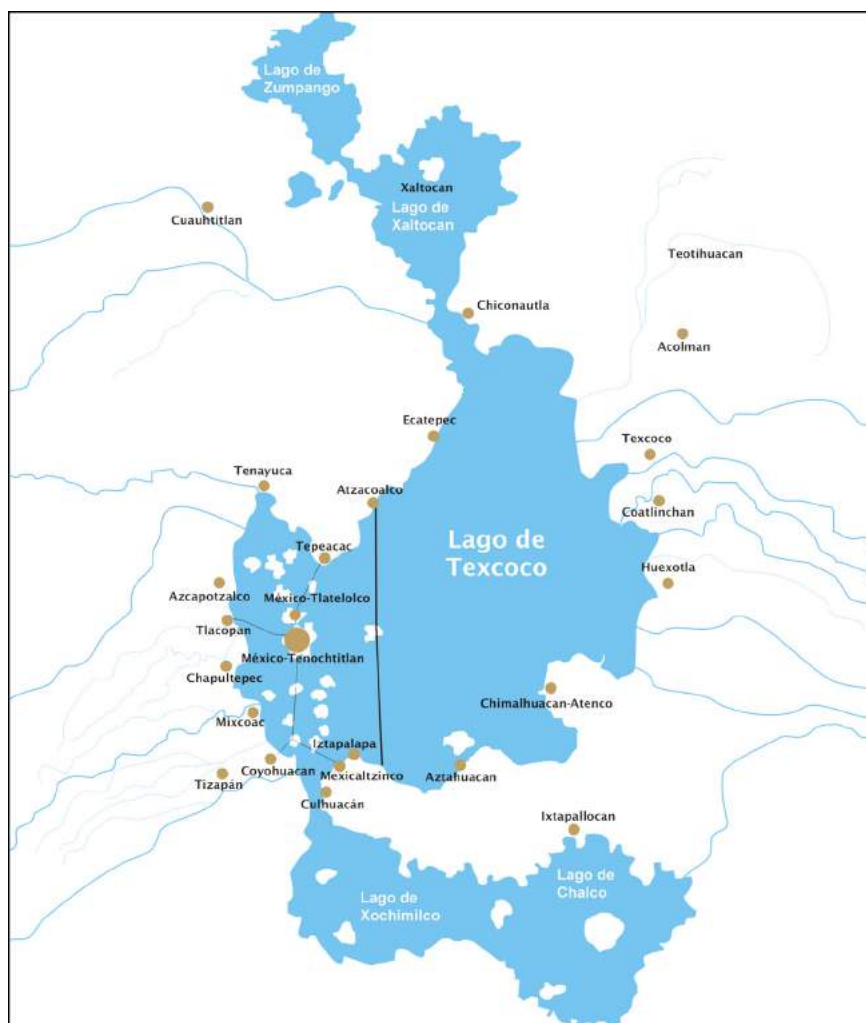 Lago de
Zumpango
Xaltocan
Lago de
Xaltocan
Cuauhtitlan
Teotihuacan
Chiconautla
Acolman
Ecatepec
Texcoco
Tenayuca
Atzacoalco
Coatlinchan
Lago de
Texcoco
Tepeacac
Huexotla
Azcapotzalco
México-Tlatelolco
Tlacopan
México-Tenochtitlan
Chapultepec
Chimalhuacan-Atenco
Mixcoac
Iztapalapa
Coyohuacan
Mexicaltzinco
Aztahuacan
Tizapán
Culhuacán
Ixtapallocan
Lago de
Chalco
Lago de
Xochimilco